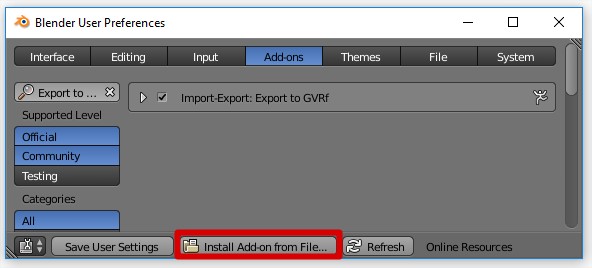 Blender User Preferences
Interface Editing Input Add-ons Themes File System
Export to ... Import-Export: Export to GVRf
Supported Level
Official
Community
Testing
Categories
All
Save User Settings Install Add-on from File... Refresh Online Resources